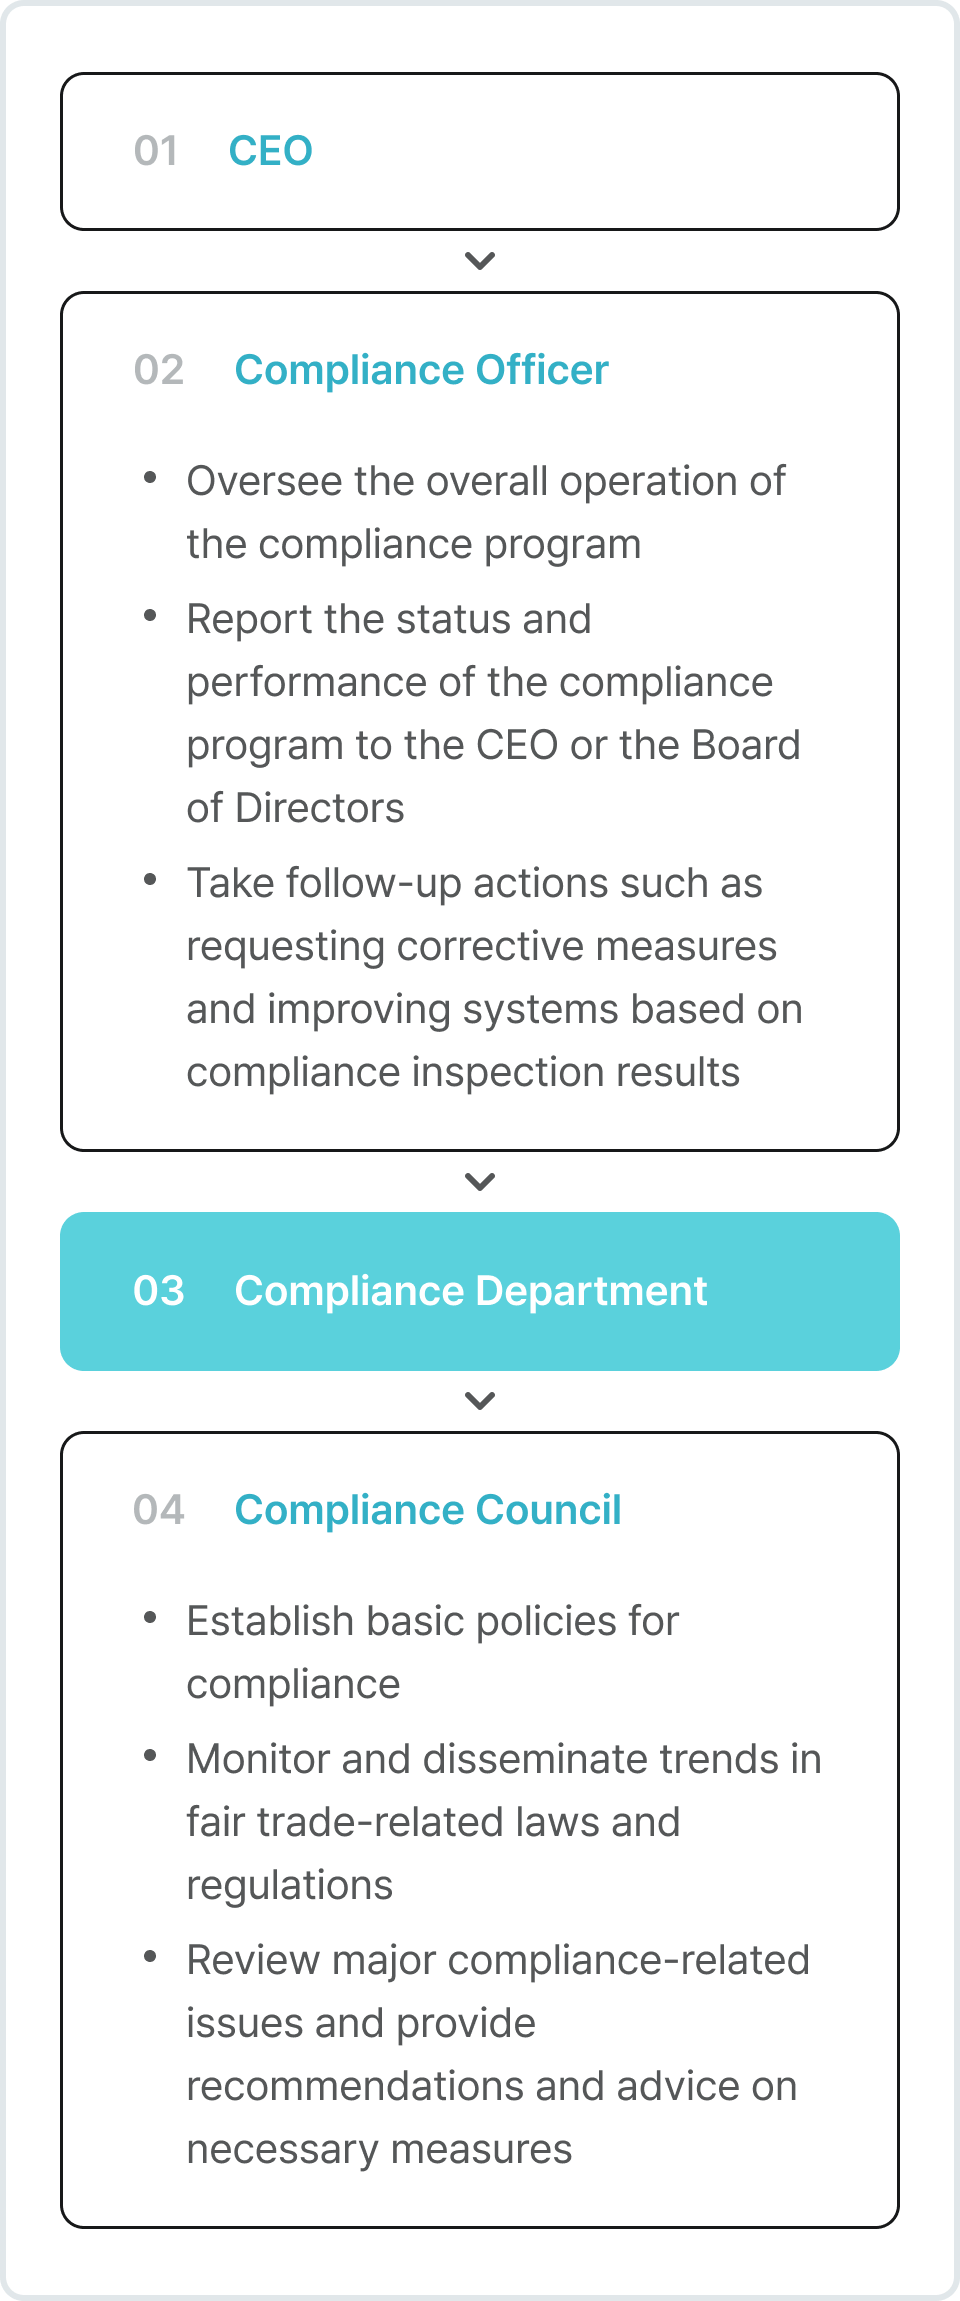 01 CEO
02 Compliance Officer
• Oversee the overall operation of
the compliance program
• Report the status and
performance of the compliance
program to the CEO or the Board
of Directors
• Take follow-up actions such as
requesting corrective measures
and improving systems based on
compliance inspection results
03 Compliance Department
04 Compliance Council
• Establish basic policies for
compliance
• Monitor and disseminate trends in
fair trade-related laws and
regulations
• Review major compliance-related
issues and provide
recommendations and advice on
necessary measures